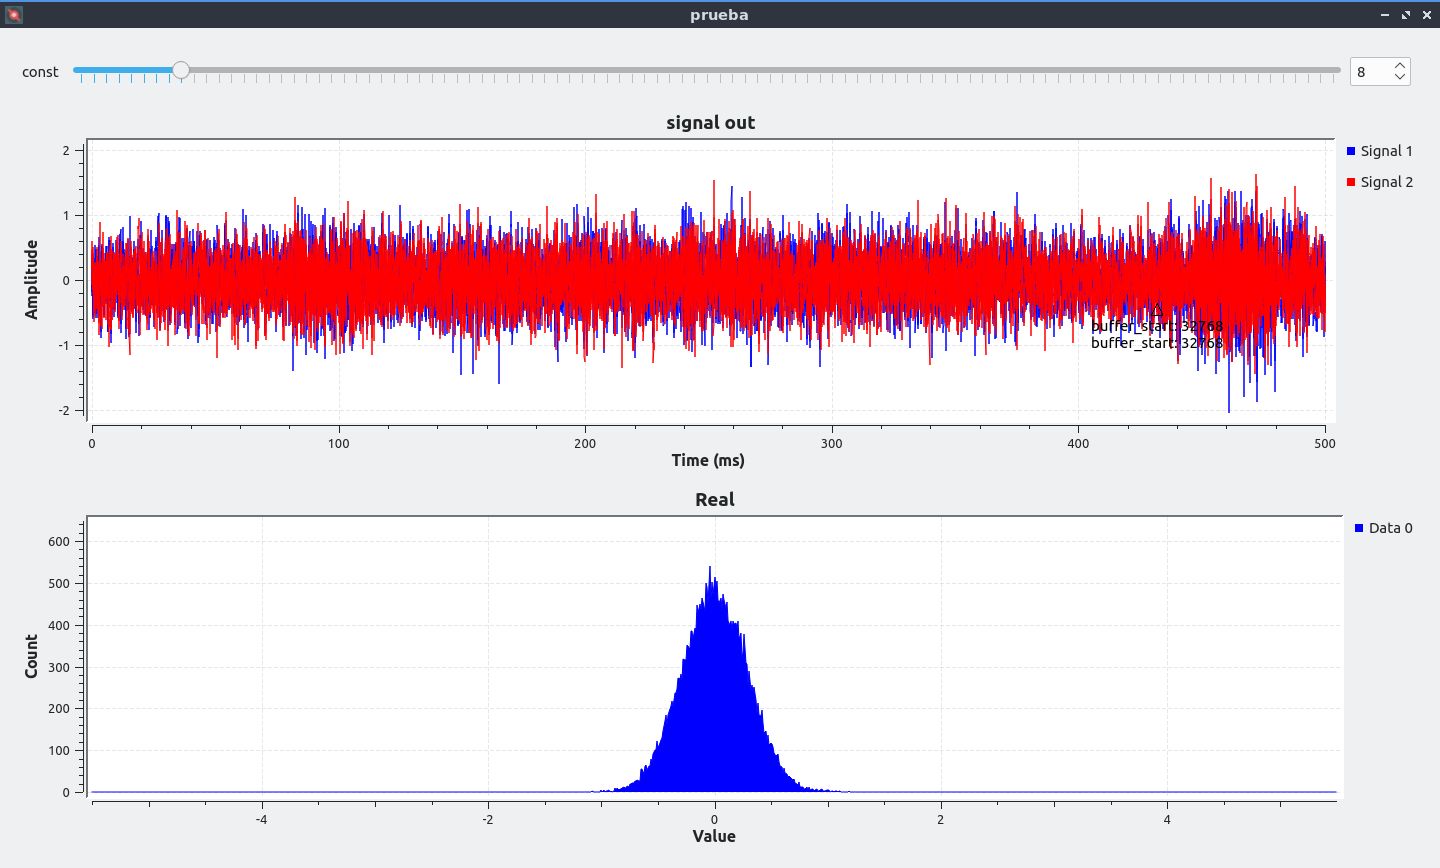 prueba
const
8
signal out
2
1
0
-1
-2
Amplitude
Signal 1
Signal 2
buffer_start: 32768
buffer_start: 32768
0 100 200 300 400 500
Time (ms)
Real
600
500
400
300
200
100
0
Count
Data 0
-4 -2 0 2 4
Value